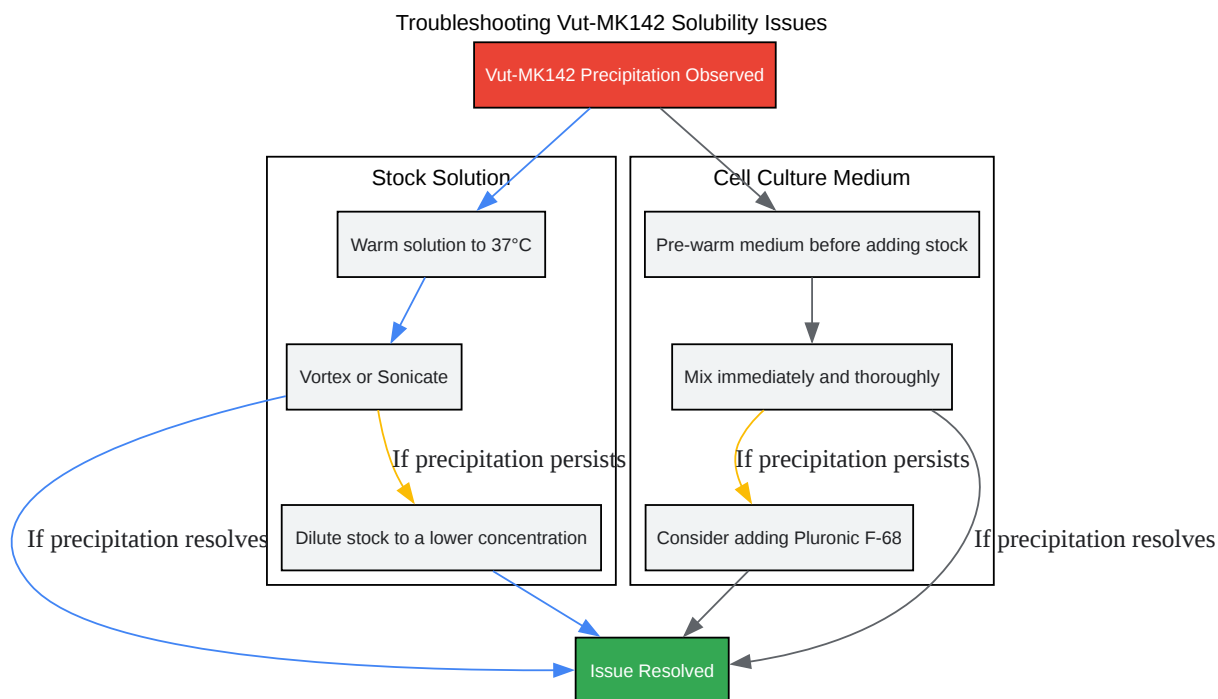 Troubleshooting Vut-MK142 Solubility Issues
Vut-MK142 Precipitation Observed
Stock Solution
Cell Culture Medium
Warm solution to 37°C
Pre-warm medium before adding stock
Vortex or Sonicate
Mix immediately and thoroughly
If precipitation persists
If precipitation persists
If precipitation resolves
Dilute stock to a lower concentration
Consider adding Pluronic F-68
If precipitation resolves
Issue Resolved